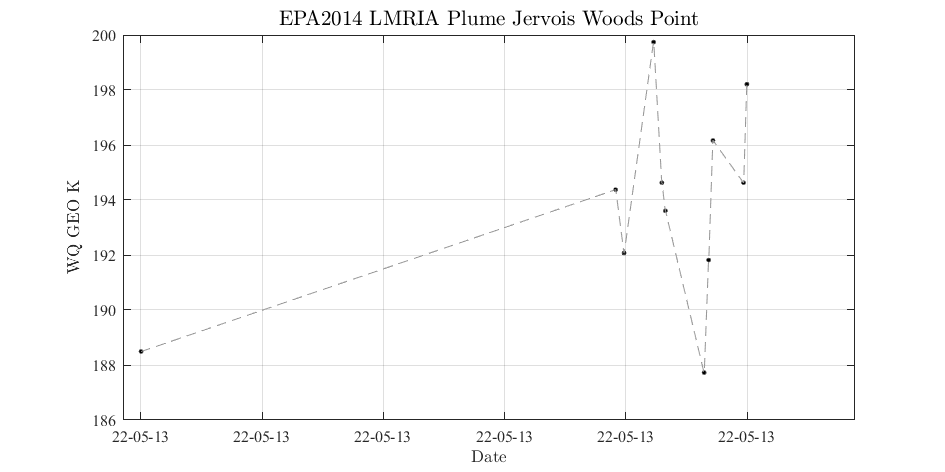 EPA2014 LMRIA Plume Jervois Woods Point
200
198
196
194
192
190
188
186
WQ GEO K
22-05-13 22-05-13 22-05-13 22-05-13 22-05-13 22-05-13
Date